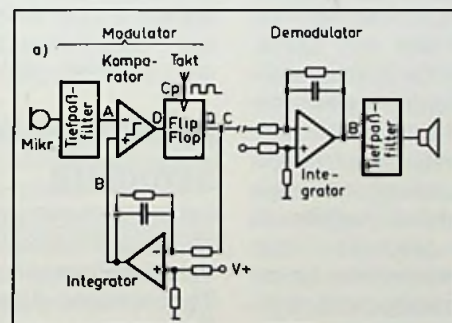 Modulator
Demodulator
a)
Kompa-
rator
Takt
Cp
Tiefpaß-
filter
A
D
Flip
Flop
Q
C
Mikr
B
Inte-
grator
B'
Tiefpaß-
filter
Integrator
V+